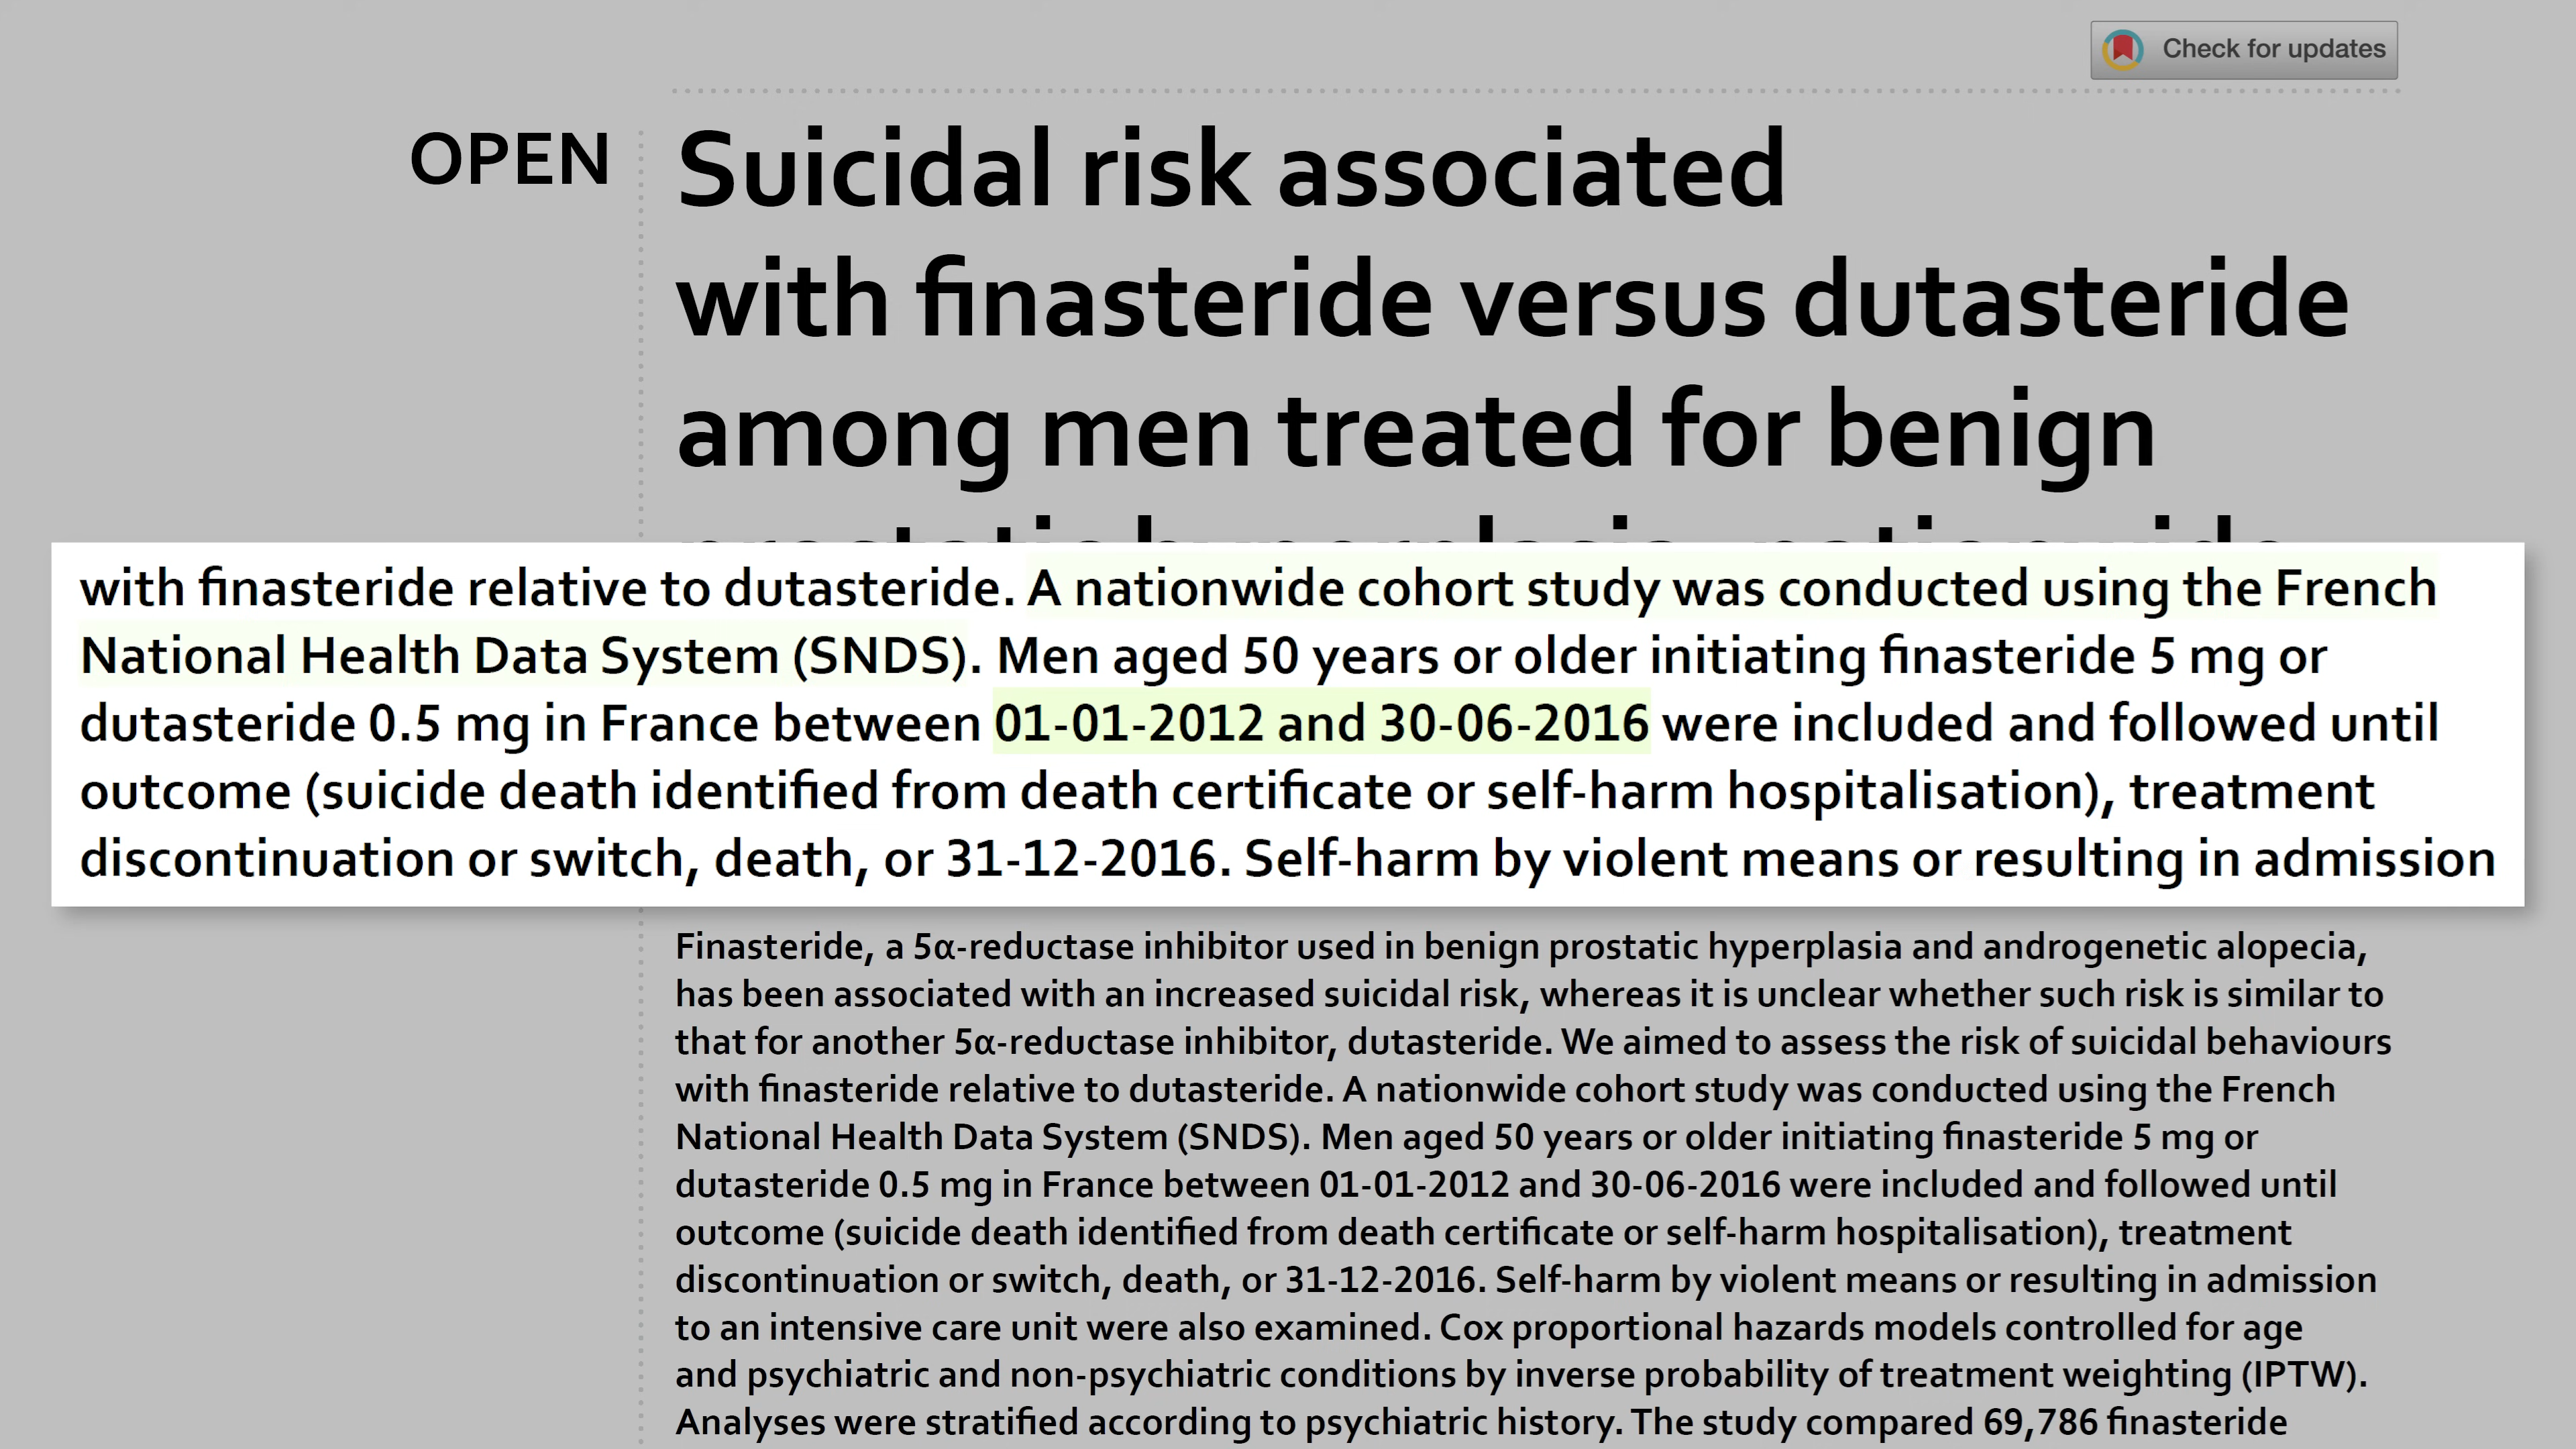 Check for updates
OPEN
Suicidal risk associated
with finasteride versus dutasteride
among men treated for benign
prostatic hyperplasia: nationwide
with finasteride relative to dutasteride. A nationwide cohort study was conducted using the French
National Health Data System (SNDS). Men aged 50 years or older initiating finasteride 5 mg or
dutasteride 0.5 mg in France between 01-01-2012 and 30-06-2016 were included and followed until
outcome (suicide death identified from death certificate or self-harm hospitalisation), treatment
discontinuation or switch, death, or 31-12-2016. Self-harm by violent means or resulting in admission
Finasteride, a 5α-reductase inhibitor used in benign prostatic hyperplasia and androgenetic alopecia,
has been associated with an increased suicidal risk, whereas it is unclear whether such risk is similar to
that for another 5α-reductase inhibitor, dutasteride. We aimed to assess the risk of suicidal behaviours
with finasteride relative to dutasteride. A nationwide cohort study was conducted using the French
National Health Data System (SNDS). Men aged 50 years or older initiating finasteride 5 mg or
dutasteride 0.5 mg in France between 01-01-2012 and 30-06-2016 were included and followed until
outcome (suicide death identified from death certificate or self-harm hospitalisation), treatment
discontinuation or switch, death, or 31-12-2016. Self-harm by violent means or resulting in admission
to an intensive care unit were also examined. Cox proportional hazards models controlled for age
and psychiatric and non-psychiatric conditions by inverse probability of treatment weighting (IPTW).
Analyses were stratified according to psychiatric history. The study compared 69,786 finasteride